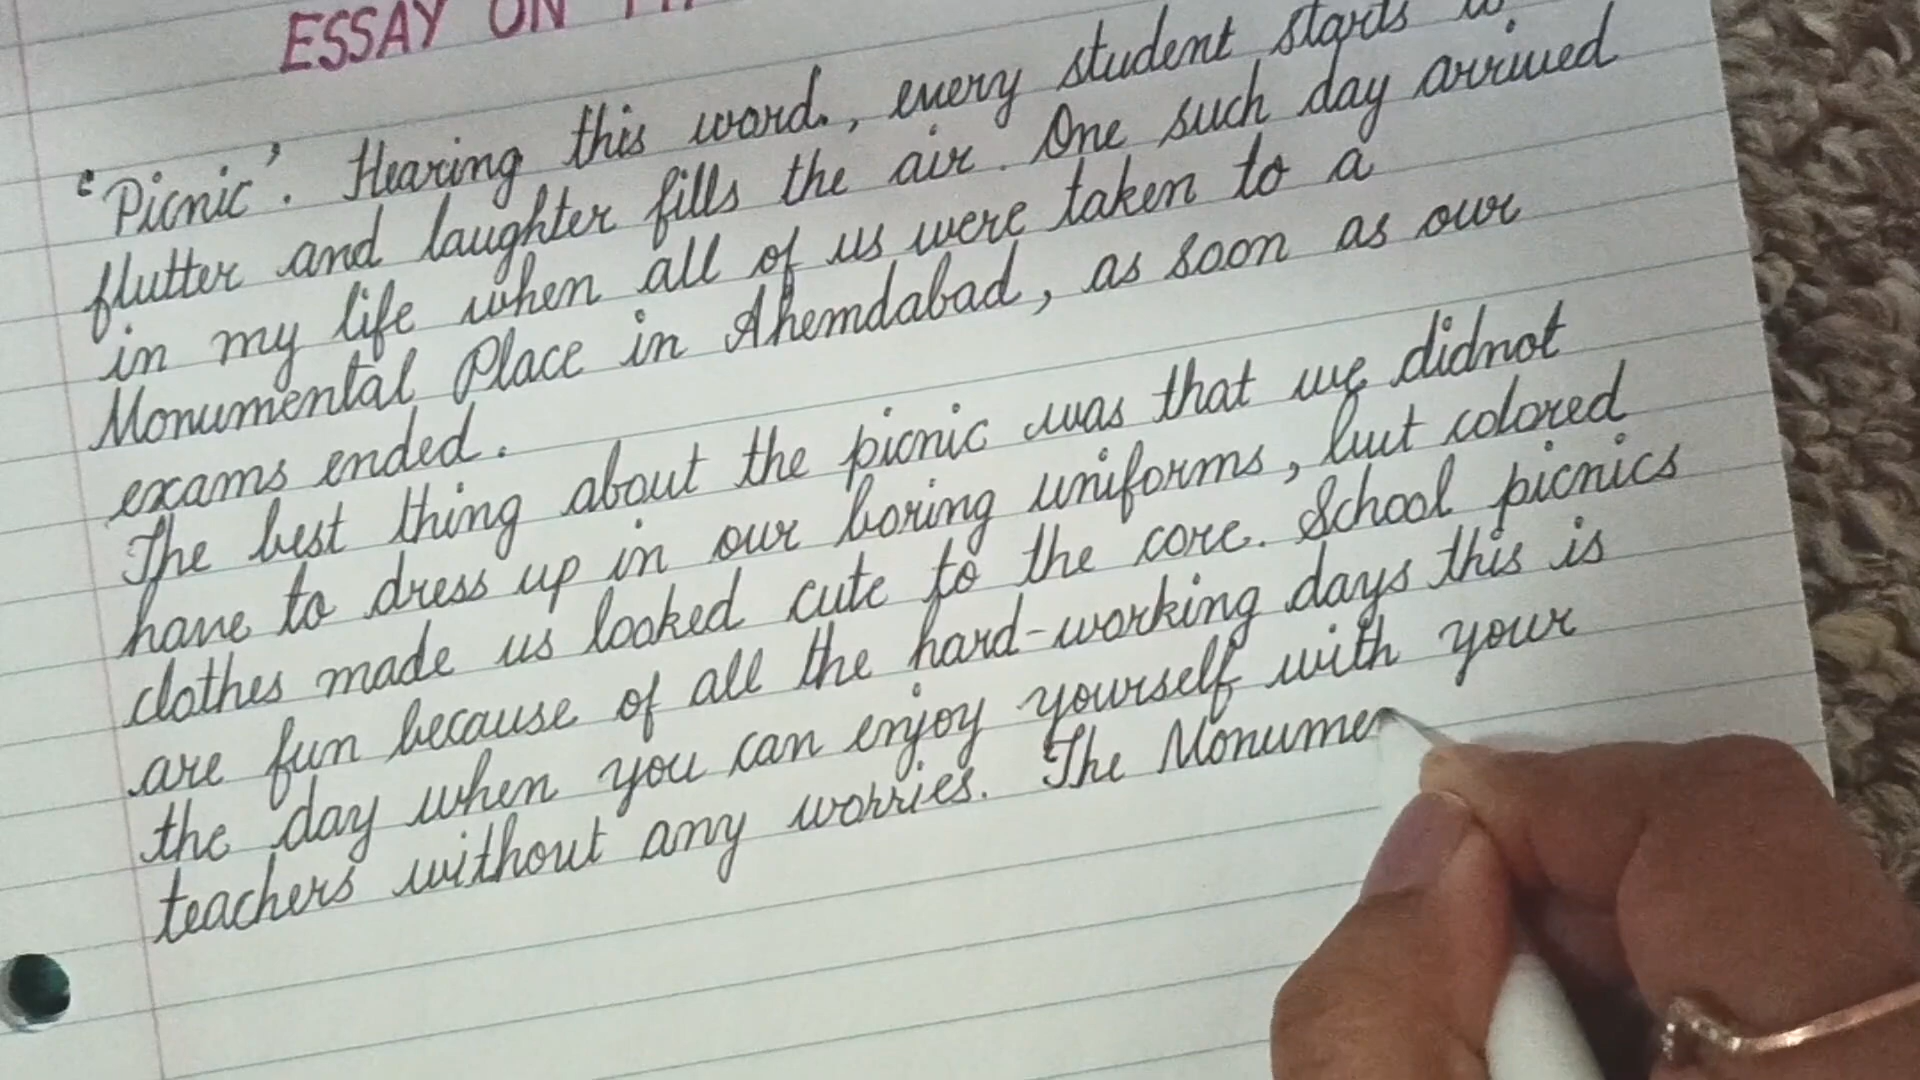 ESSAY ON
"Picnic'. Hearing this word., every student starts to
flutter and laughter fills the air. One such day arrived
in my life when all of us were taken to a
Monumental Place in Ahemdabad, as soon as our
exams ended.
The best thing about the picnic was that we didnot
have to dress up in our boring uniforms, but colored
clothes made us looked cute to the core. School picnics
are fun because of all the hard-working days this is
the day when you can enjoy yourself with your
teachers without any worries. The Monume